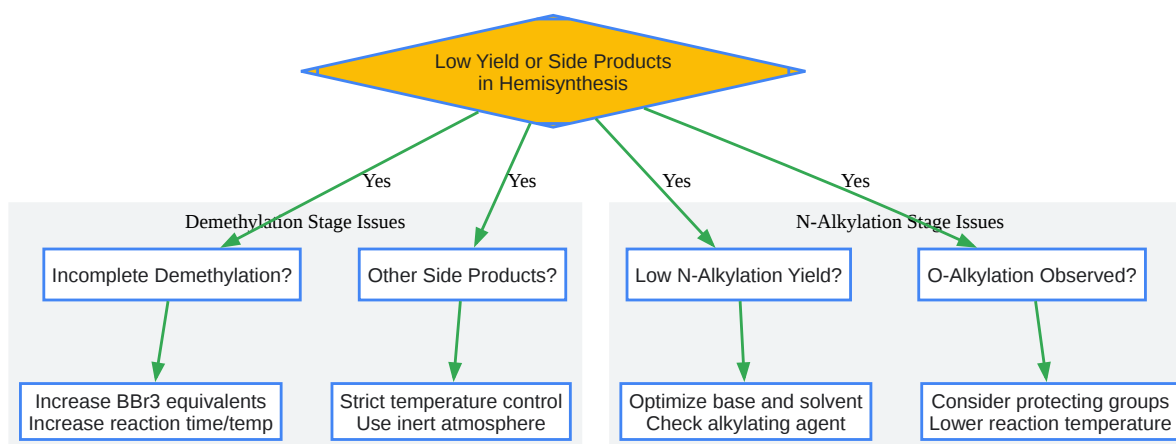 Low Yield or Side Products
in Hemisynthesis
Yes
Yes
Yes
Yes
Demethylation Stage Issues
N-Alkylation Stage Issues
Incomplete Demethylation?
Other Side Products?
Low N-Alkylation Yield?
O-Alkylation Observed?
Increase BBr3 equivalents
Increase reaction time/temp
Strict temperature control
Use inert atmosphere
Optimize base and solvent
Check alkylating agent
Consider protecting groups
Lower reaction temperature